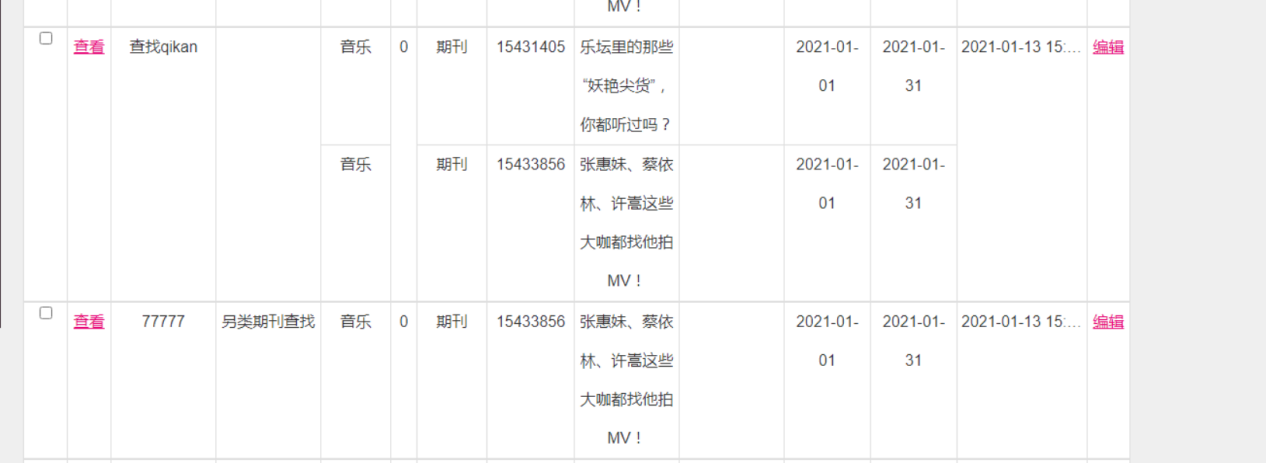 MV！
查看 查找qikan 音乐 0 期刊 15431405 乐坛里的那些 2021-01- 2021-01- 2021-01-13 15:... 编辑
“妖艳尖货”， 01 31
你都听过吗？
音乐 期刊 15433856 张惠妹、蔡依 2021-01- 2021-01-
林、许嵩这些 01 31
大咖都找他拍
MV！
查看 77777 另类期刊查找 音乐 0 期刊 15433856 张惠妹、蔡依 2021-01- 2021-01- 2021-01-13 15:... 编辑
林、许嵩这些 01 31
大咖都找他拍
MV！